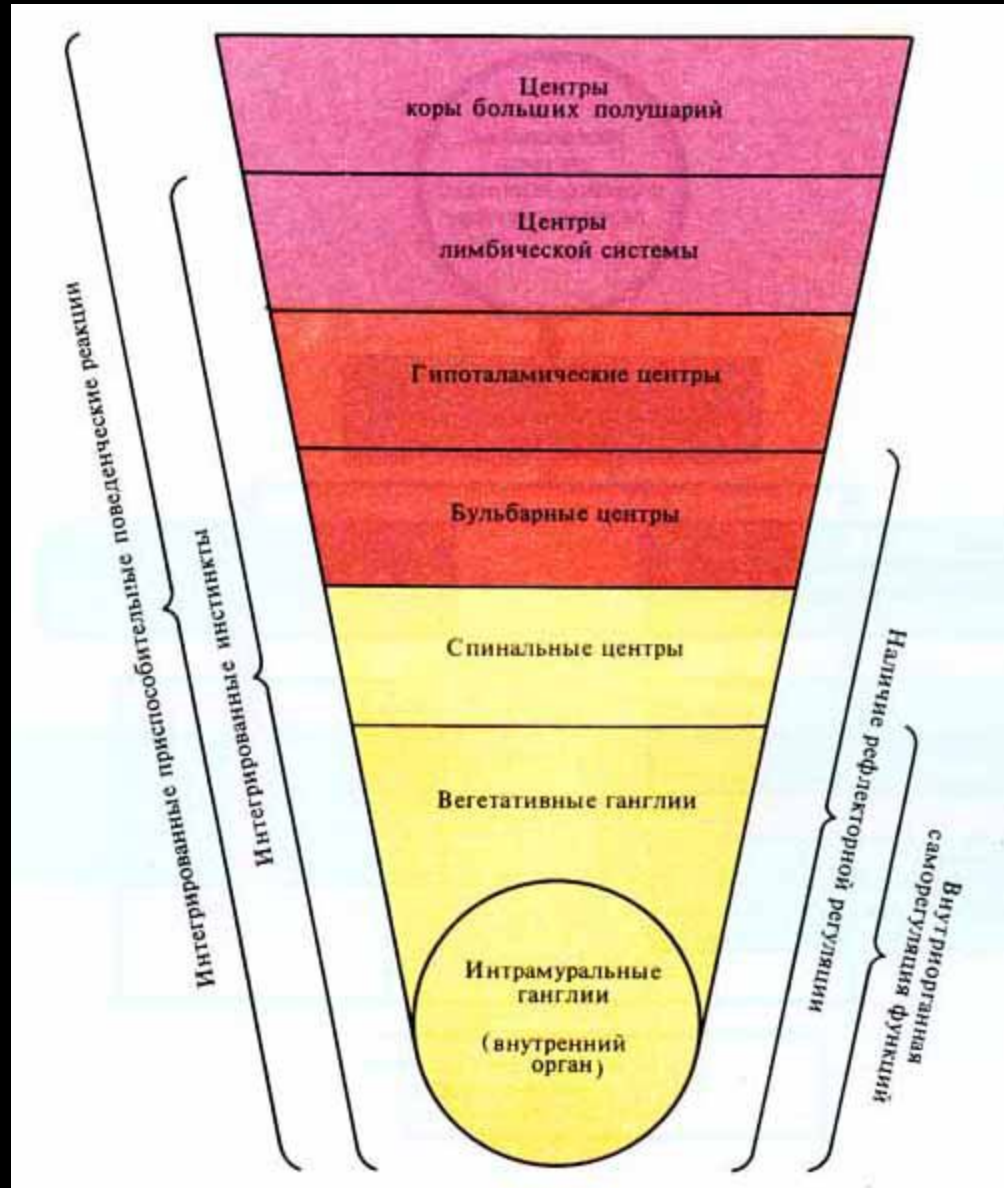 Центры
коры больших полушарий
Центры
лимбической системы
Гипоталамические центры
Бульбарные центры
Спинальные центры
Вегетативные ганглии
Интрамуральные
ганглии
(внутренний
орган)
Интегрированные приспособительные поведенческие реакции
Интегрированные инстинкты
Наличие рефлекторной регуляции
Внутриорганная
саморегуляция функций